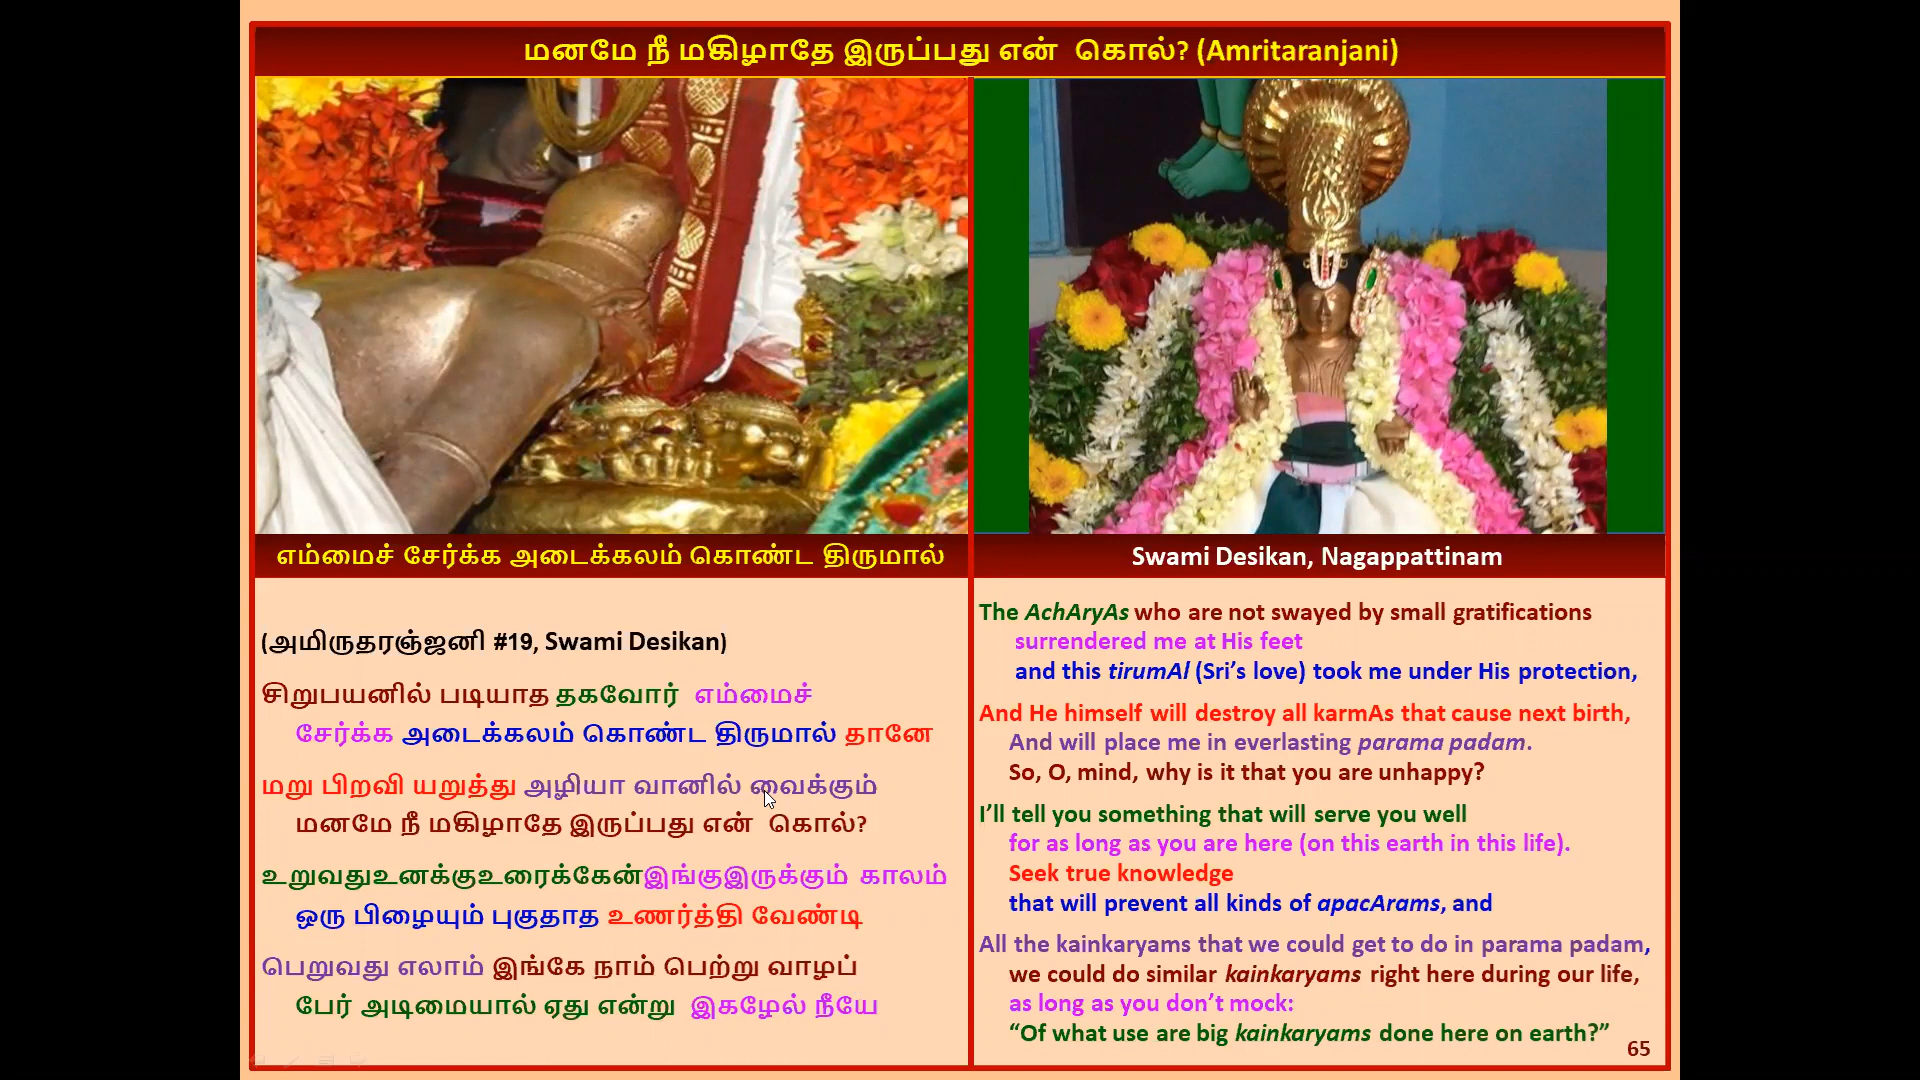 மனமே நீ மகிழாதே இருப்பது என் கொல்? (Amritaranjani)
எம்மைச் சேர்க்க அடைக்கலம் கொண்ட திருமால்
(அமிருதரஞ்ஜனி #19, Swami Desikan)
சிறுபயனில் படியாத தகவோர் எம்மைச்
சேர்க்க அடைக்கலம் கொண்ட திருமால் தானே
மறு பிறவி யறுத்து அழியா வானில் வைக்கும்
மனமே நீ மகிழாதே இருப்பது என் கொல்?
உறுவதுஉனக்குஉரைக்கேன்இங்குஇருக்கும் காலம்
ஒரு பிழையும் புகுதாத உணர்த்தி வேண்டி
பெறுவது எலாம் இங்கே நாம் பெற்று வாழப்
பேர் அடிமையால் ஏது என்று இகழேல் நீயே
Swami Desikan, Nagappattinam
The AchAryAs who are not swayed by small gratifications
surrendered me at His feet
and this tirumAl (Sri's love) took me under His protection,
And He himself will destroy all karmAs that cause next birth,
And will place me in everlasting parama padam.
So, O, mind, why is it that you are unhappy?
I'll tell you something that will serve you well
for as long as you are here (on this earth in this life).
Seek true knowledge
that will prevent all kinds of apacArams, and
All the kainkaryams that we could get to do in parama padam,
we could do similar kainkaryams right here during our life,
as long as you don't mock:
“Of what use are big kainkaryams done here on earth?”
65